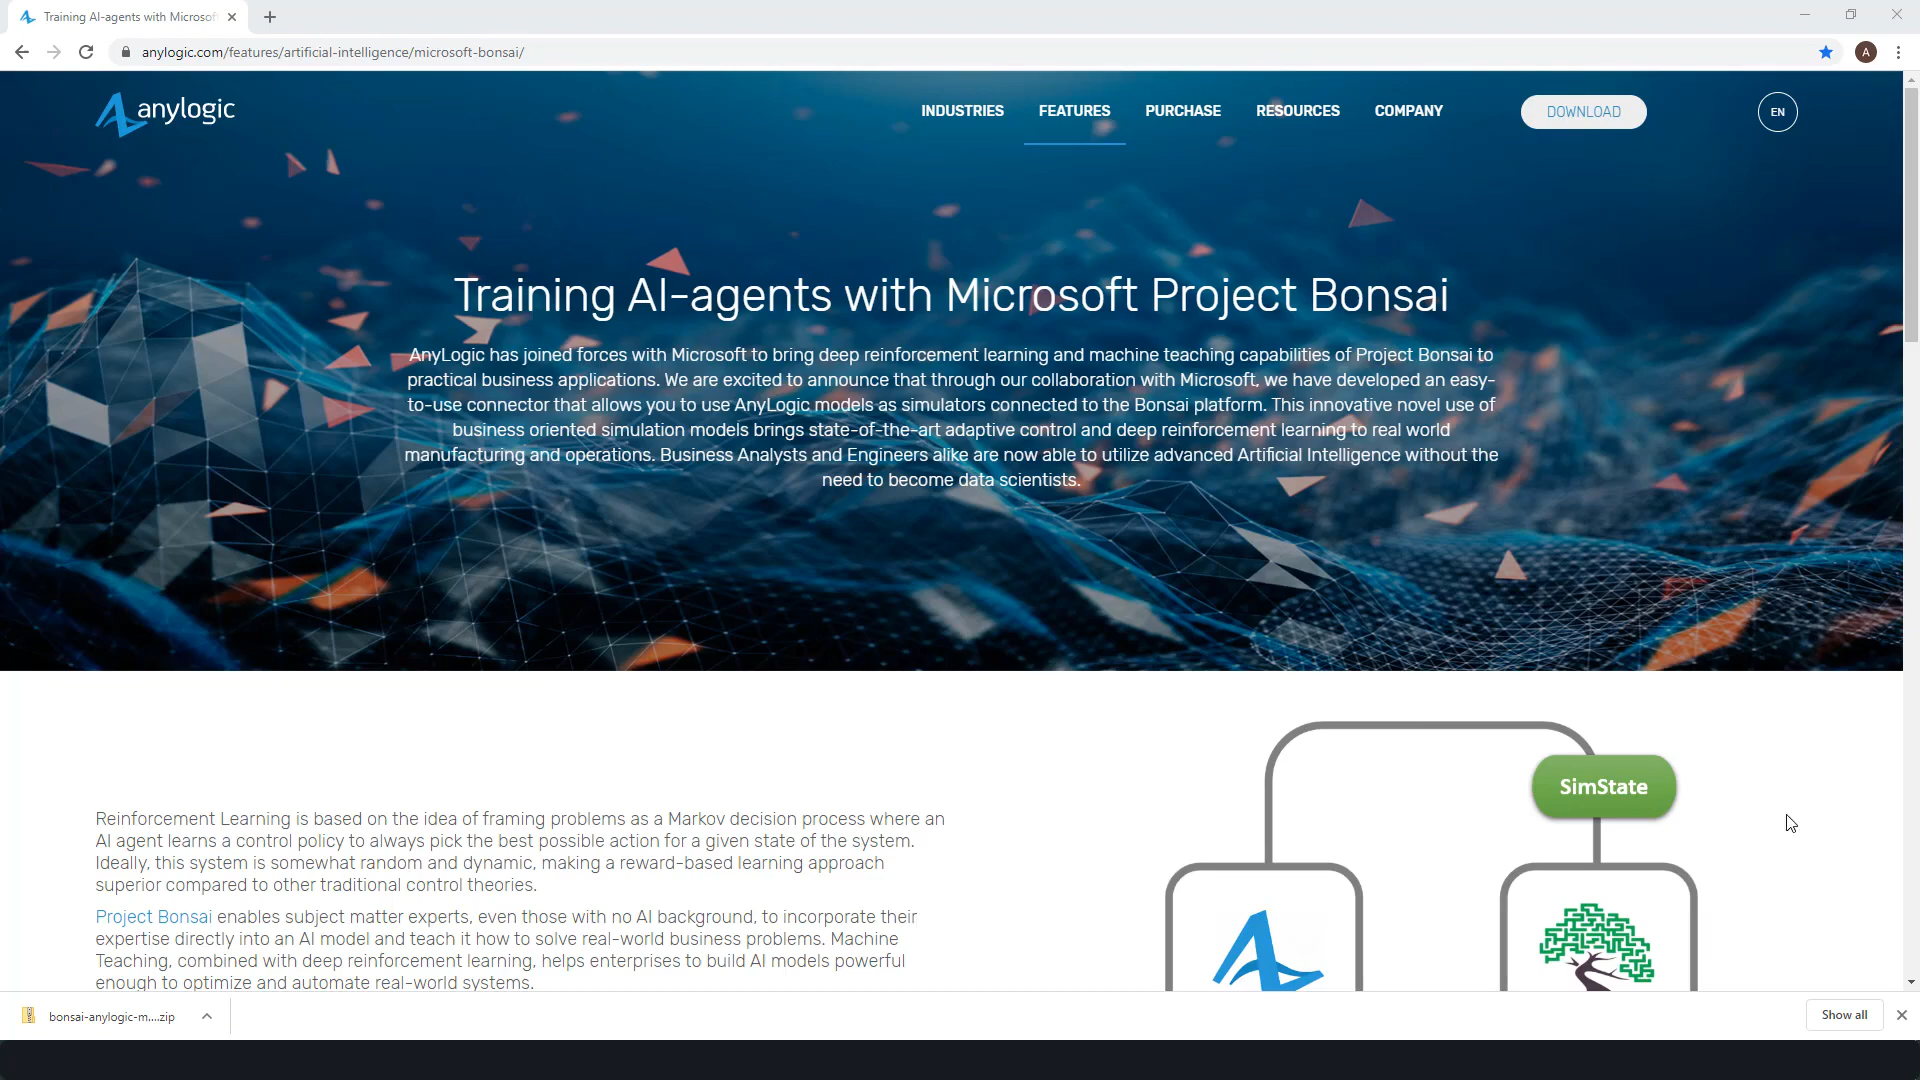 Training AI-agents with Microsoft
anylogic.com/features/artificial-intelligence/microsoft-bonsai/
A
anylogic
INDUSTRIES
FEATURES
PURCHASE
RESOURCES
COMPANY
DOWNLOAD
EN
Training AI-agents with Microsoft Project Bonsai
AnyLogic has joined forces with Microsoft to bring deep reinforcement learning and machine teaching capabilities of Project Bonsai to
practical business applications. We are excited to announce that through our collaboration with Microsoft, we have developed an easy-
to-use connector that allows you to use AnyLogic models as simulators connected to the Bonsai platform. This innovative novel use of
business oriented simulation models brings state-of-the-art adaptive control and deep reinforcement learning to real world
manufacturing and operations. Business Analysts and Engineers alike are now able to utilize advanced Artificial Intelligence without the
need to become data scientists.
SimState
Reinforcement Learning is based on the idea of framing problems as a Markov decision process where an
AI agent learns a control policy to always pick the best possible action for a given state of the system.
Ideally, this system is somewhat random and dynamic, making a reward-based learning approach
superior compared to other traditional control theories.
Project Bonsai enables subject matter experts, even those with no AI background, to incorporate their
expertise directly into an AI model and teach it how to solve real-world business problems. Machine
Teaching, combined with deep reinforcement learning, helps enterprises to build AI models powerful
enough to optimize and automate real-world systems.
bonsai-anylogic-m....zip
Show all